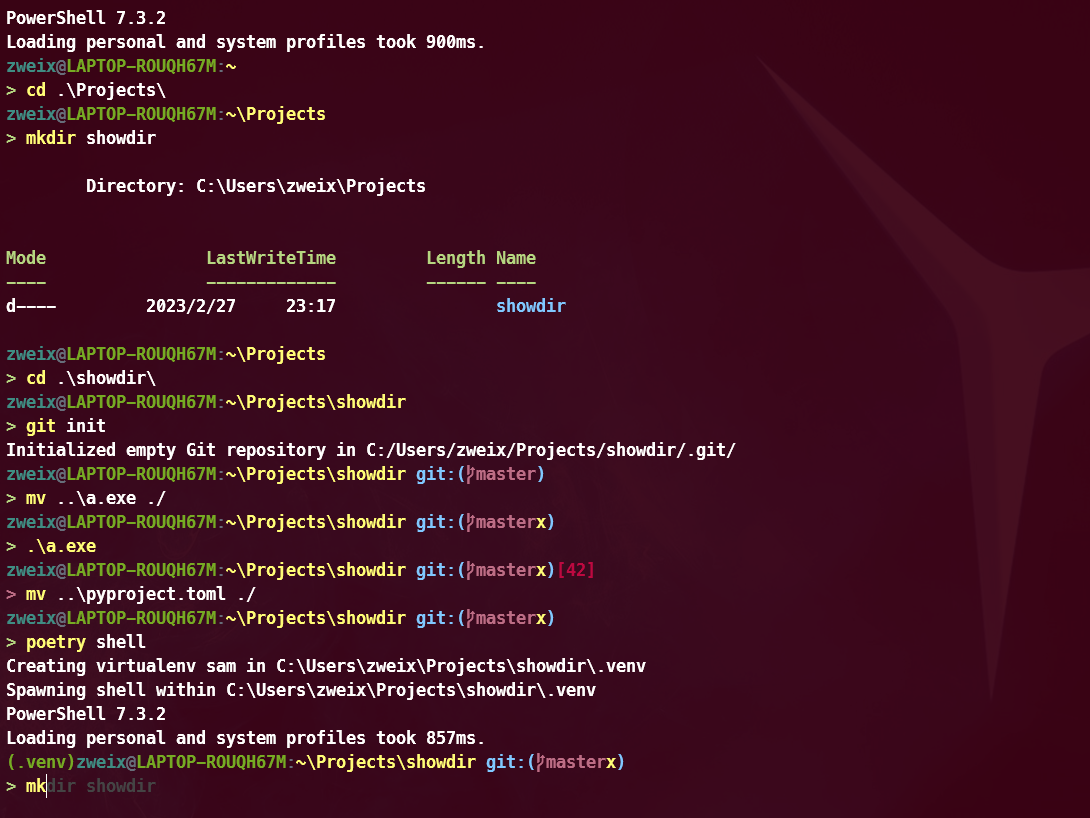 PowerShell 7.3.2
Loading personal and system profiles took 900ms.
zweix@LAPTOP-ROUQH67M:~
> cd .\Projects\
zweix@LAPTOP-ROUQH67M:~\Projects
> mkdir showdir
Directory: C:\Users\zweix\Projects
Mode                LastWriteTime         Length Name
----                -------------         ------ ----
d----         2023/2/27     23:17                showdir
zweix@LAPTOP-ROUQH67M:~\Projects
> cd .\showdir\
zweix@LAPTOP-ROUQH67M:~\Projects\showdir
> git init
Initialized empty Git repository in C:/Users/zweix/Projects/showdir/.git/
zweix@LAPTOP-ROUQH67M:~\Projects\showdir git:(master)
> mv ..\a.exe ./
zweix@LAPTOP-ROUQH67M:~\Projects\showdir git:(masterx)
> .\a.exe
zweix@LAPTOP-ROUQH67M:~\Projects\showdir git:(masterx)[42]
> mv ..\pyproject.toml ./
zweix@LAPTOP-ROUQH67M:~\Projects\showdir git:(masterx)
> poetry shell
Creating virtualenv sam in C:\Users\zweix\Projects\showdir\.venv
Spawning shell within C:\Users\zweix\Projects\showdir\.venv
PowerShell 7.3.2
Loading personal and system profiles took 857ms.
(.venv)zweix@LAPTOP-ROUQH67M:~\Projects\showdir git:(masterx)
> mkdir showdir